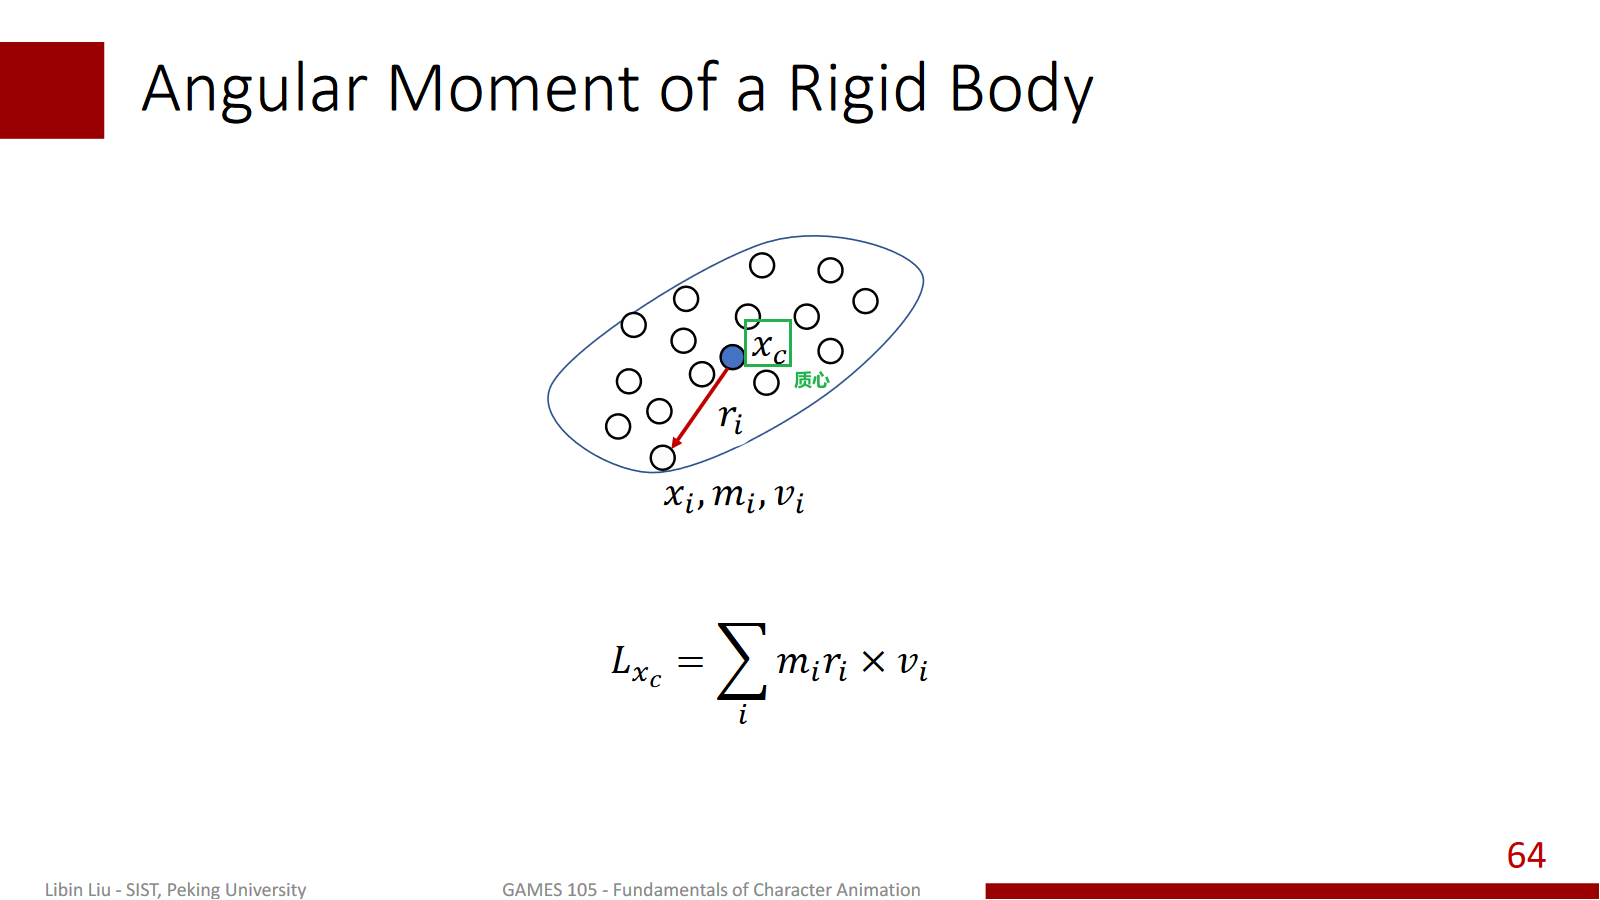 Angular Moment of a Rigid Body
x_c
质心
r_i
x_i, m_i, v_i
L_{x_c} = \sum_i m_i r_i × v_i
64
Libin Liu - SIST, Peking University
GAMES 105 - Fundamentals of Character Animation